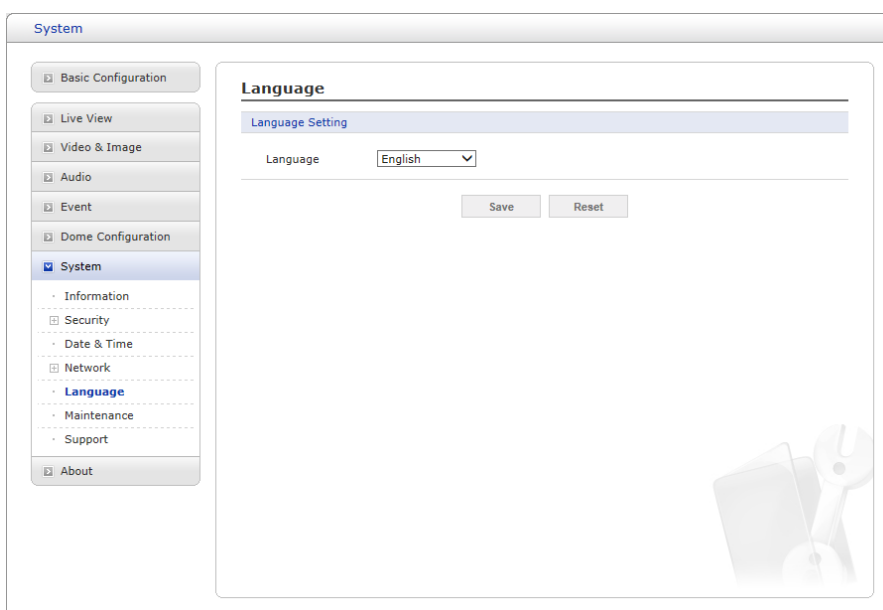 System
Basic Configuration
Live View
Video & Image
Audio
Event
Dome Configuration
System
Information
Security
Date & Time
Network
Language
Maintenance
Support
About
Language
Language Setting
Language English
Save Reset